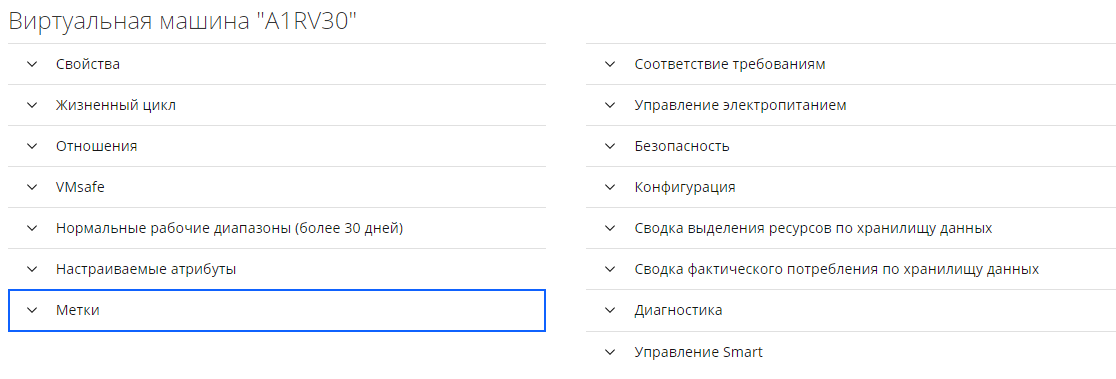 Виртуальная машина "A1RV30"
Свойства
Жизненный цикл
Отношения
VMsafe
Нормальные рабочие диапазоны (более 30 дней)
Настраиваемые атрибуты
Метки
Соответствие требованиям
Управление электропитанием
Безопасность
Конфигурация
Сводка выделения ресурсов по хранилищу данных
Сводка фактического потребления по хранилищу данных
Диагностика
Управление Smart